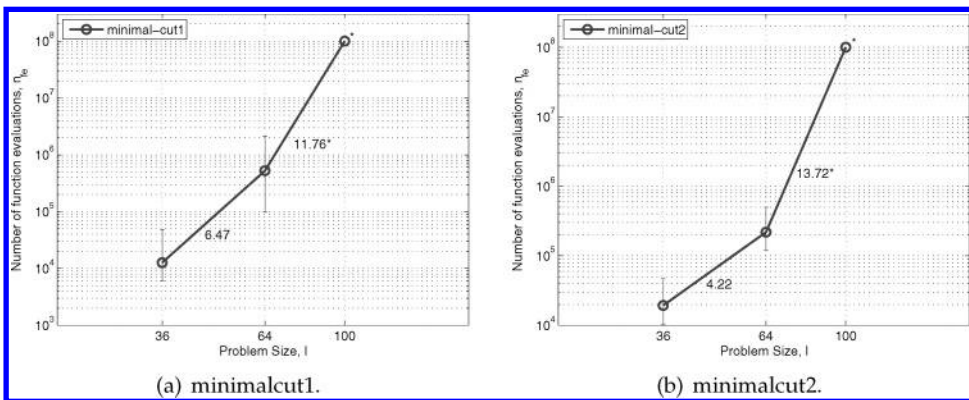 minimal-cut1
10^8
10^7
10^6
10^5
10^4
10^3
Number of function evaluations, n_fe
*
11.76*
6.47
36 64 100
Problem Size, l
(a) minimalcut1.
minimal-cut2
10^8
10^7
10^6
10^5
10^4
Number of function evaluations, n_fe
*
13.72*
4.22
36 64 100
Problem Size, l
(b) minimalcut2.